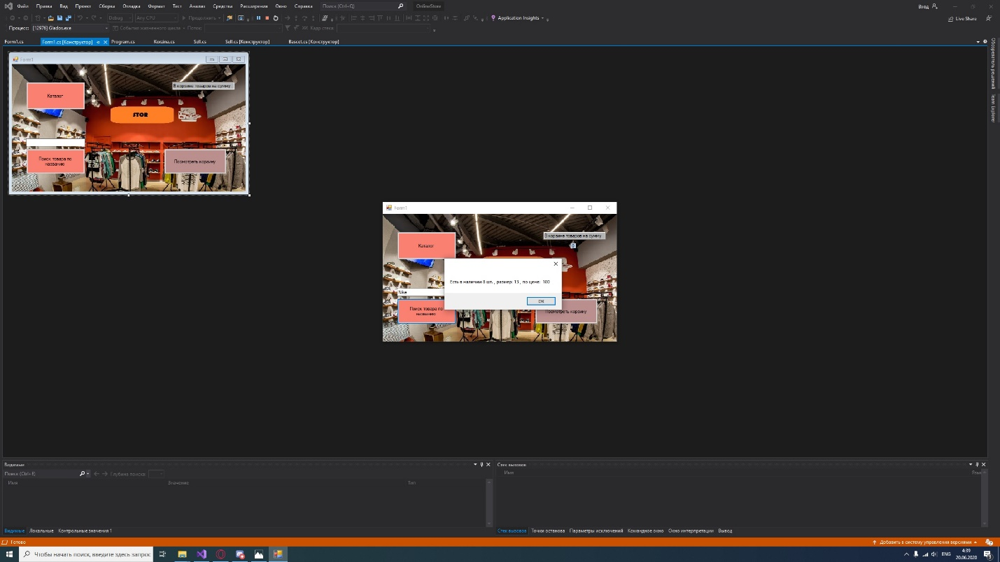 Файл Правка Вид Проект Сборка Отладка Формат Тест Анализ Средства Расширения Окно Справка Поиск (Ctrl+Q) OnlineStore Вход
Debug Any CPU Продолжить Application Insights Live Share
Процесс: [12976] Glados.exe События жизненного цикла Поток: Кадр стека:
Form1.cs Form1.cs [Конструктор] Program.cs Korzina.cs Sell.cs Sell.cs [Конструктор] Bascet.cs [Конструктор]
Обозреватель решений
Team Explorer
Form1
В корзине товаров на сумму
Каталог
STOR
Поиск товара по
названию
Посмотреть корзину
Form1
В корзине товаров на сумму
0
Каталог
Есть в наличии 8 шт. , размер: 13 , по цене: 100
OK
Nike
Поиск товара по
названию
Посмотреть корзину
Видимые
Поиск (Ctrl+E) Глубина поиска:
Имя Значение Тип
Видимые Локальные Контрольные значения 1
Стек вызовов
Имя Язык
Стек вызовов Точки останова Параметры исключений Командное окно Окно интерпретации Вывод
Готово Добавить в систему управления версиями
Чтобы начать поиск, введите здесь запрос
ENG 4:39
20.06.2020
3